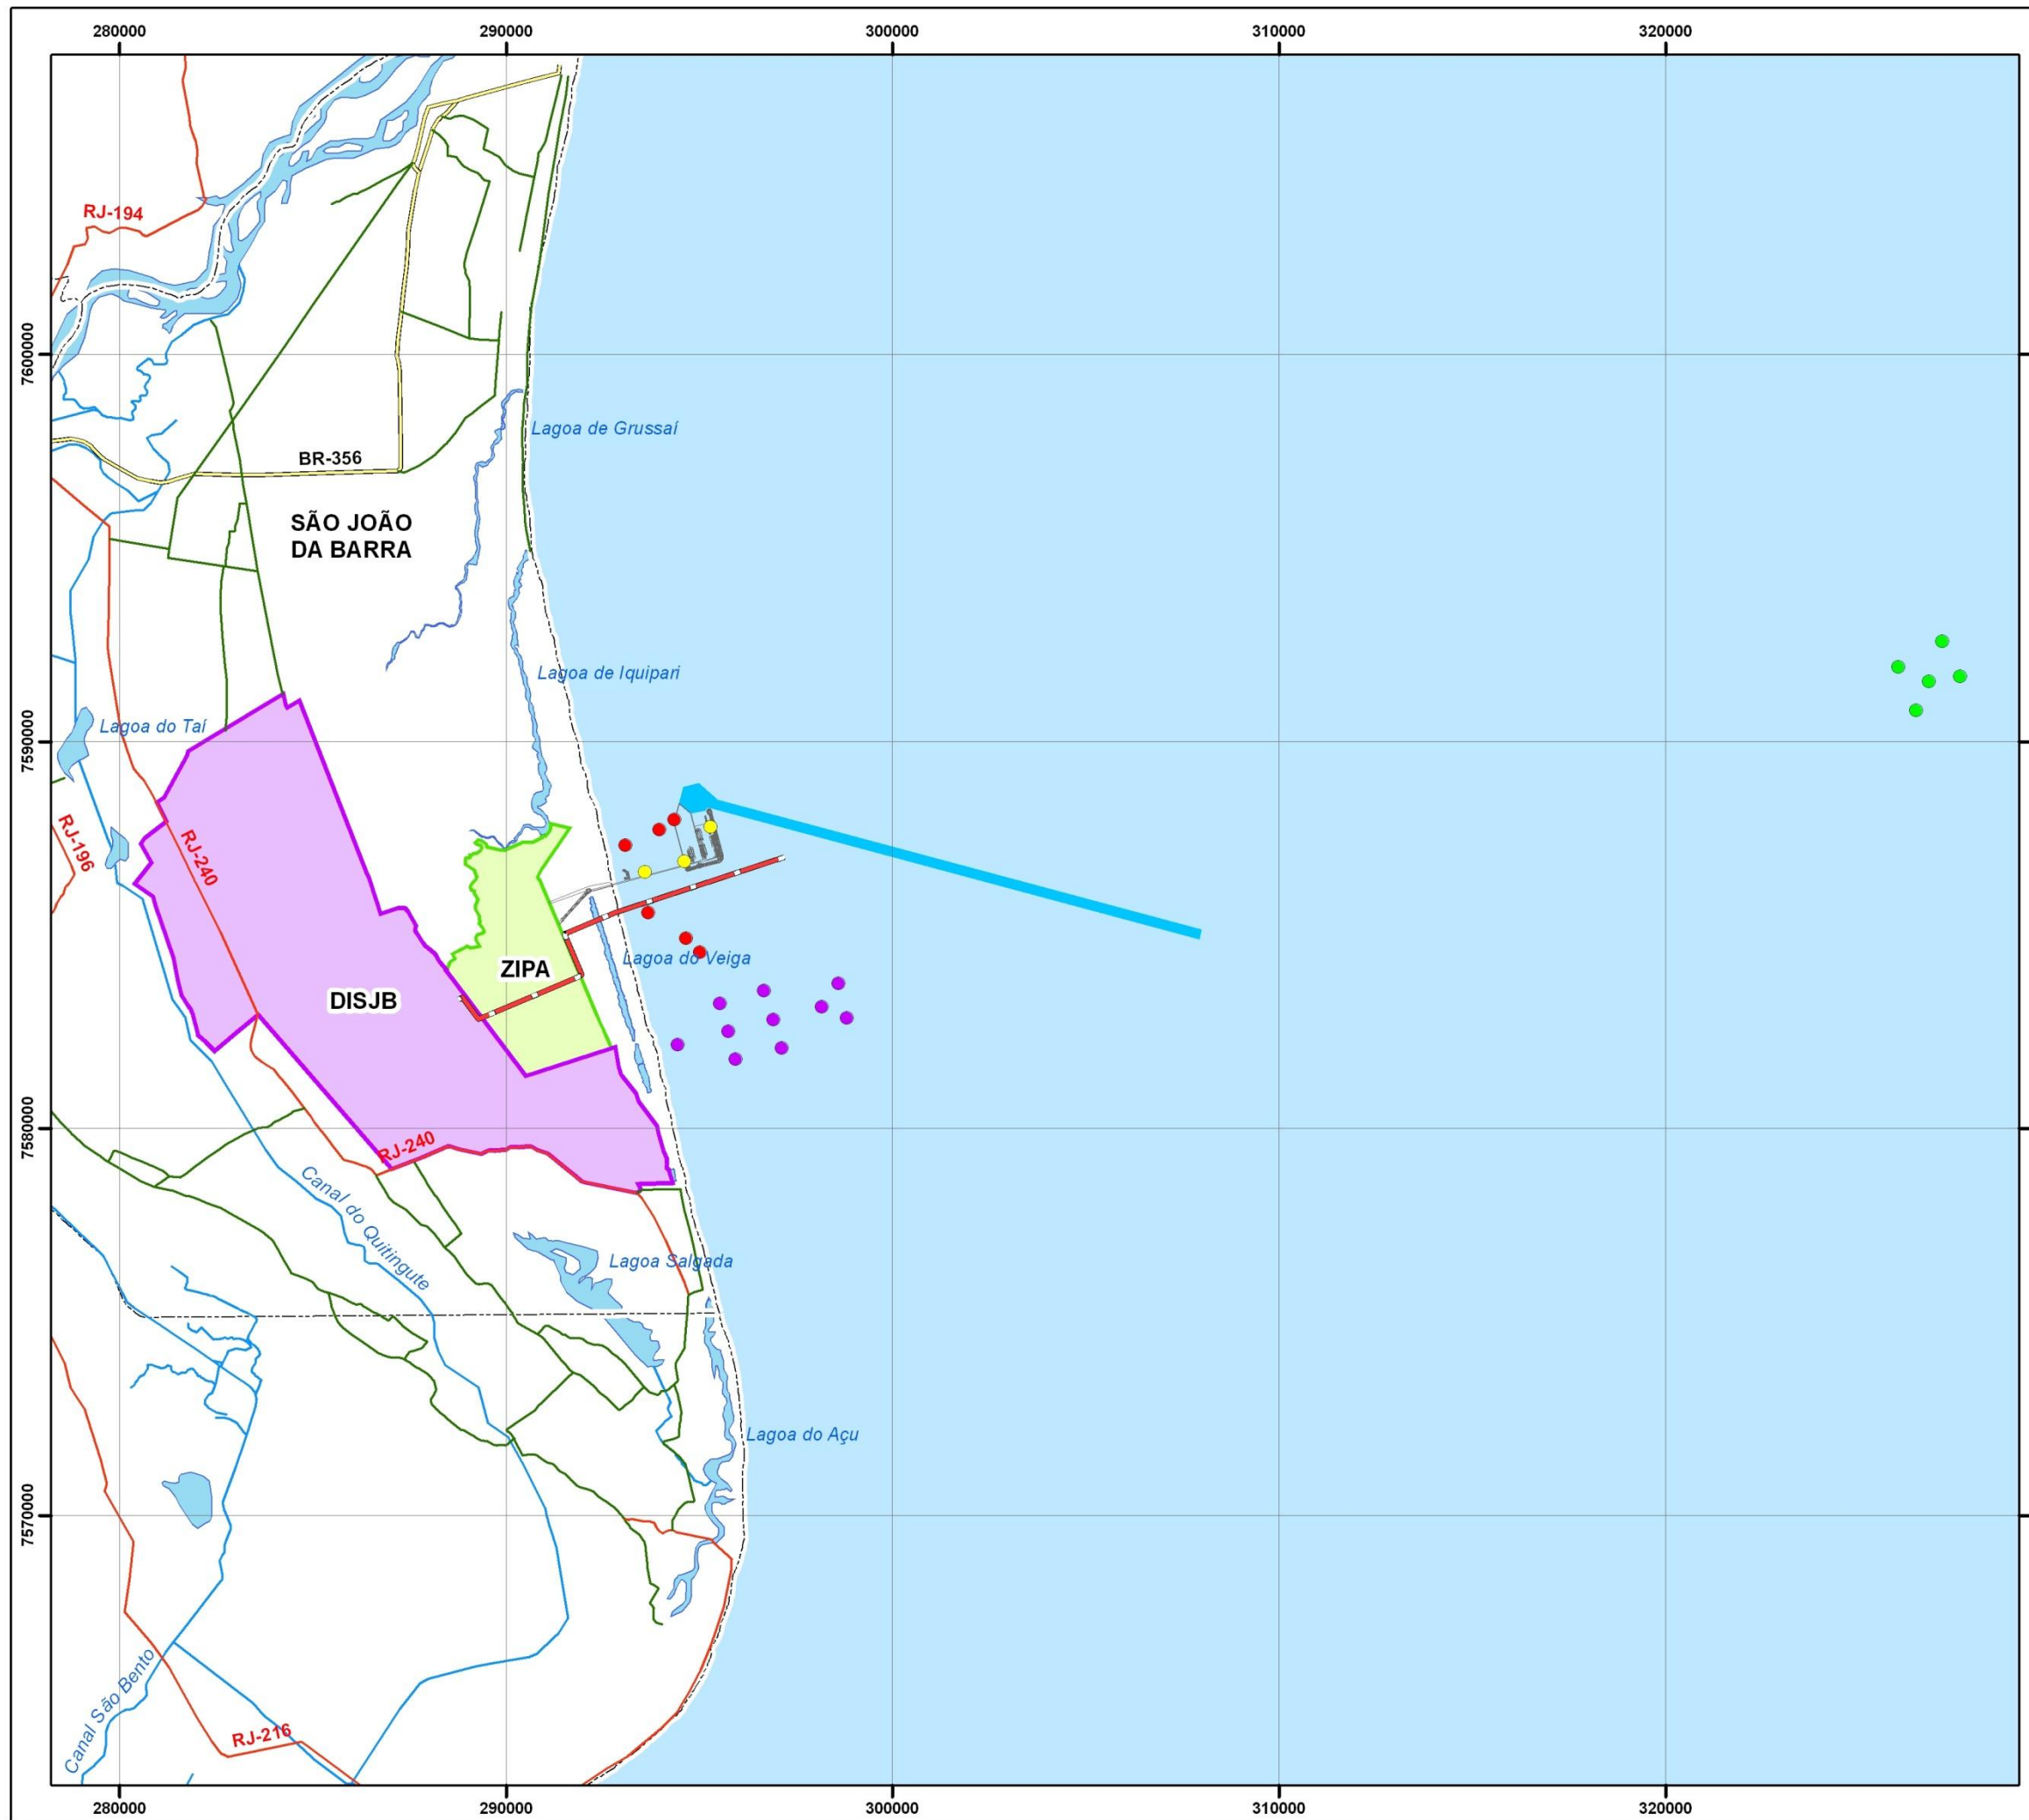 280000
290000
300000
310000
320000
RJ-194
7600000
Lagoa de Grussaí
BR-356
SÃO JOÃO
DA BARRA
Lagoa de Iquipari
Lagoa do Taí
7590000
RJ-196
RJ-240
Lagoa do Veiga
ZIPA
DISJB
7580000
RJ-240
Canal do Quitingute
Lagoa Salgada
Lagoa do Açu
7570000
Canal São Bento
RJ-216
280000
290000
300000
310000
320000